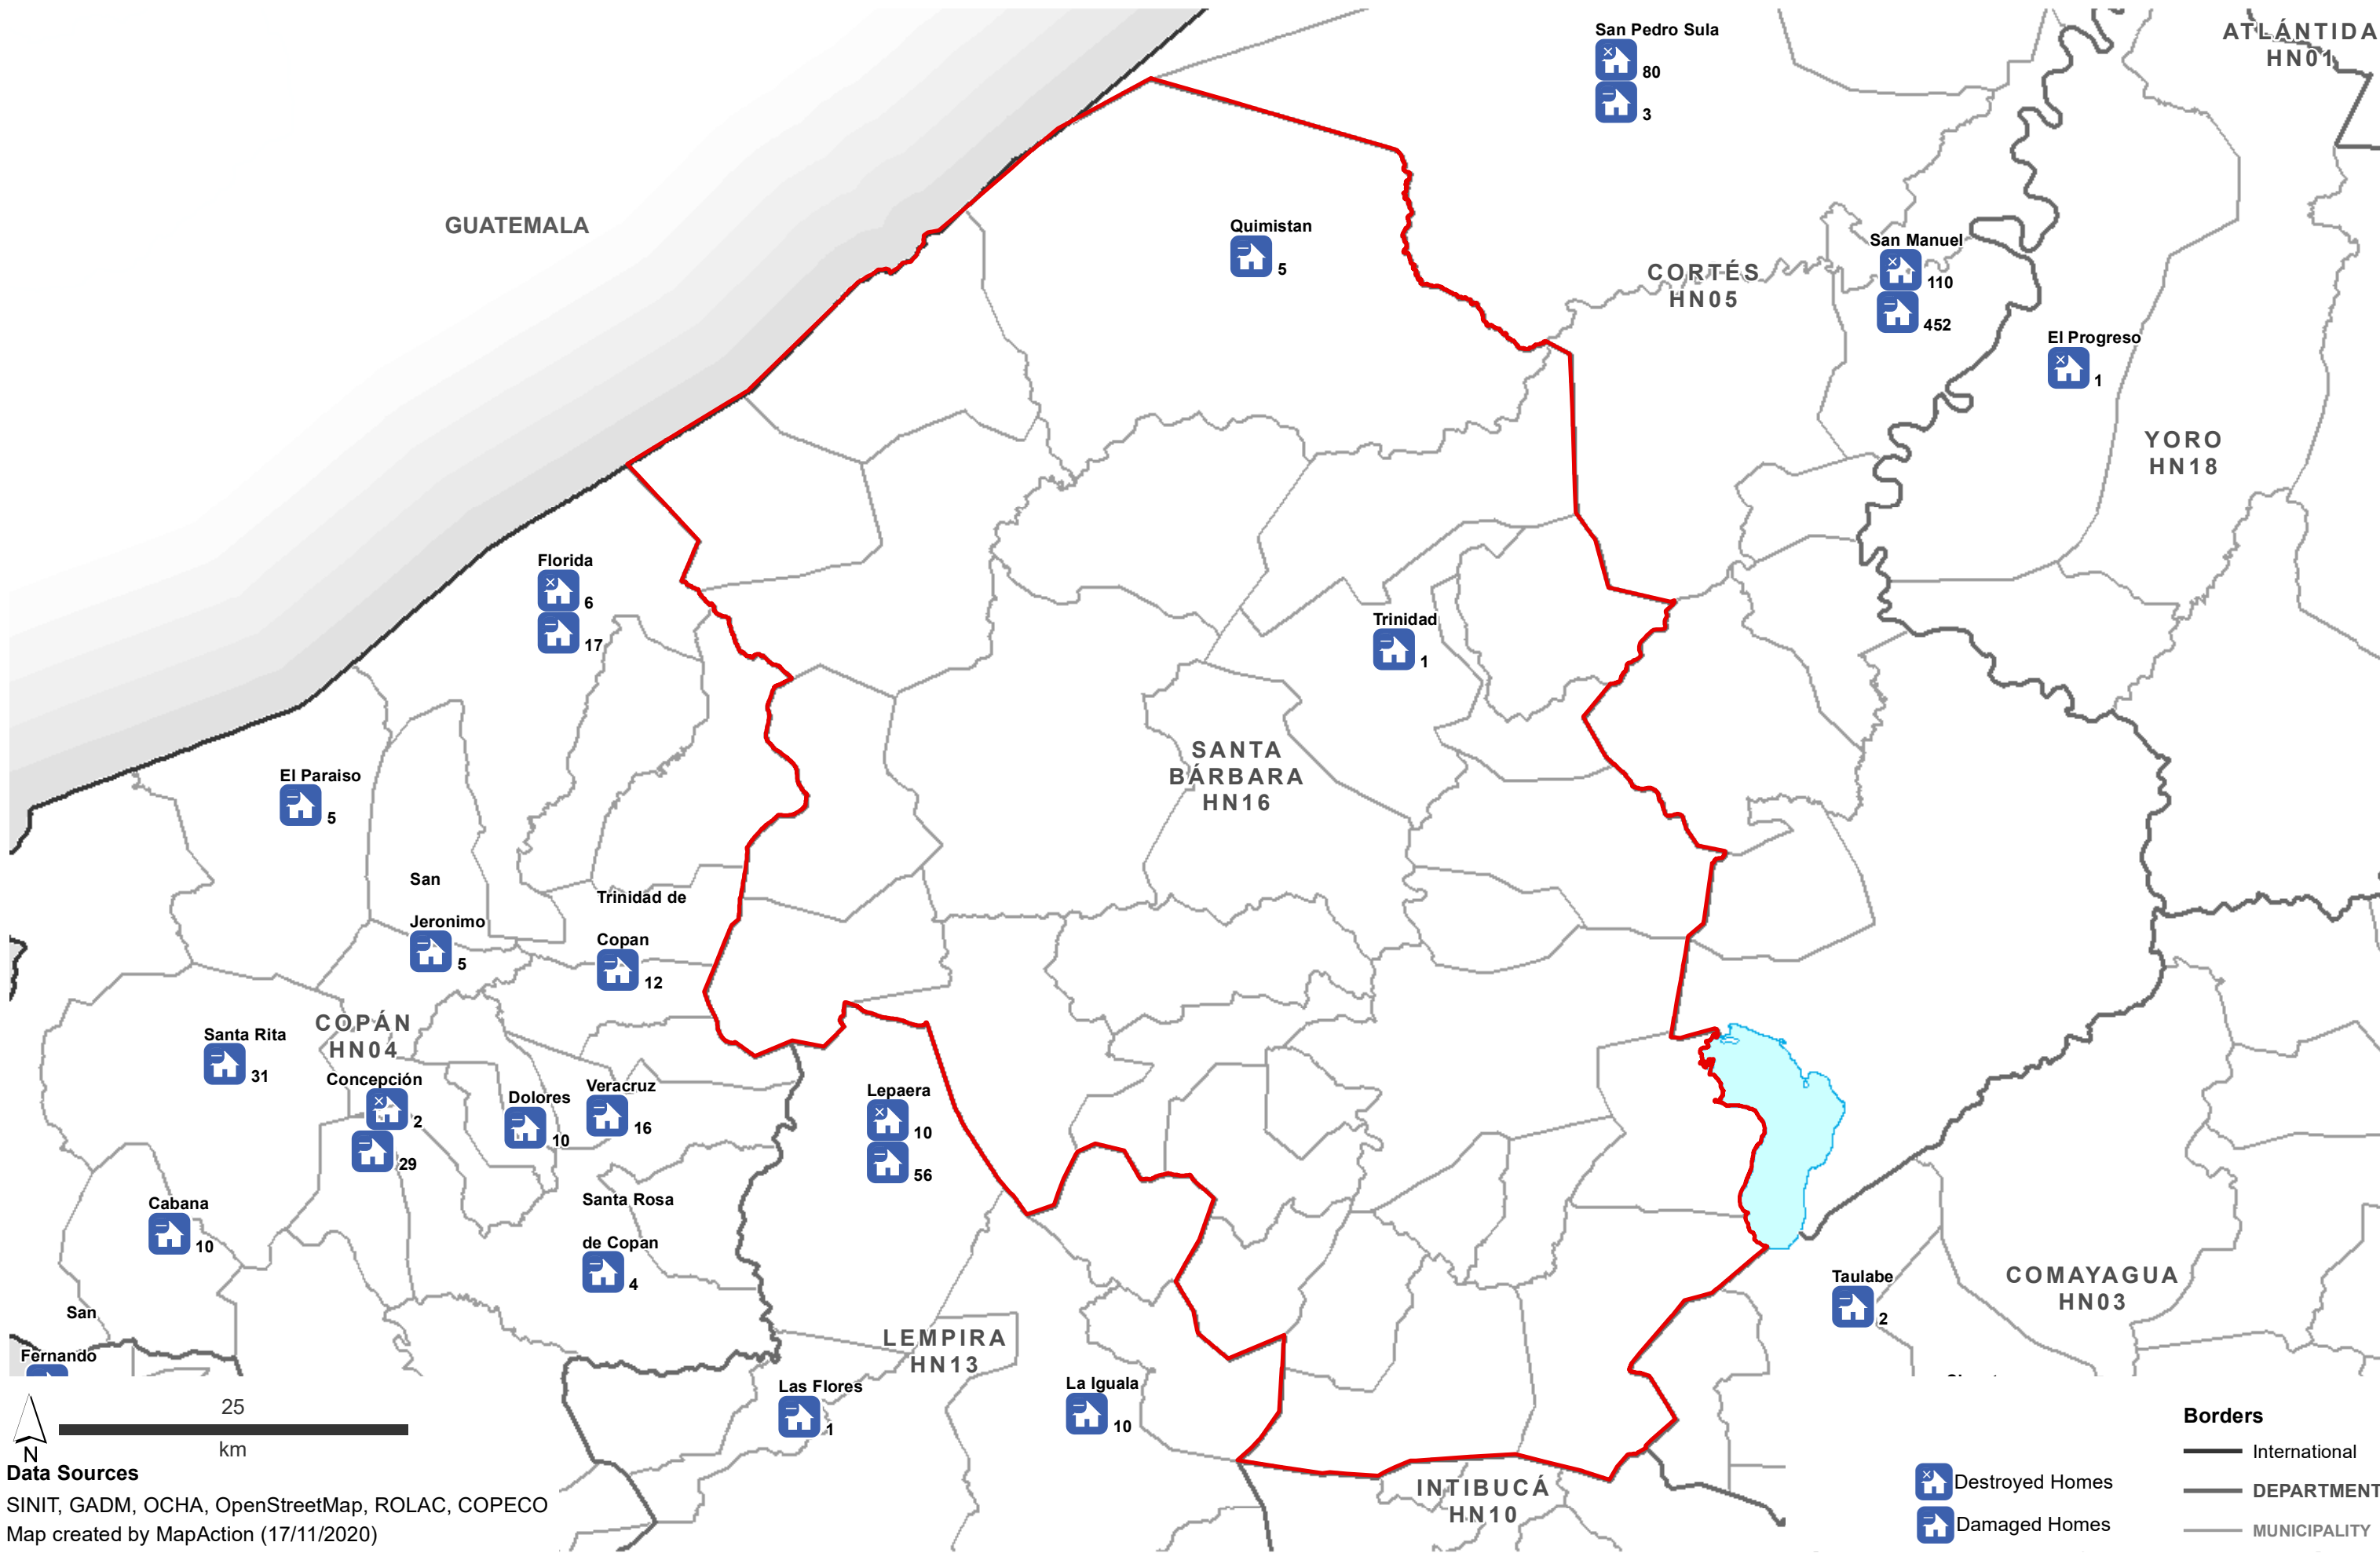 San Pedro Sula
80
3
ATLÁNTIDA
HN01
GUATEMALA
Quimistan
5
CORTÉS
HN05
San Manuel
110
452
El Progreso
1
YORO
HN18
Florida
6
17
Trinidad
1
SANTA
BÁRBARA
HN16
El Paraiso
5
San
Jeronimo
5
Trinidad de
Copan
12
COPÁN
HN04
Santa Rita
31
Concepción
2
29
Dolores
10
Veracruz
16
Lepaera
10
56
Cabana
10
Santa Rosa
de Copan
4
San
Fernando
LEMPIRA
HN13
Las Flores
1
La Iguala
10
Taulabe
2
COMAYAGUA
HN03
INTIBUCÁ
HN10
25
km
N
Data Sources
SINIT, GADM, OCHA, OpenStreetMap, ROLAC, COPECO
Map created by MapAction (17/11/2020)
Destroyed Homes
Damaged Homes
Borders
International
DEPARTMENT
MUNICIPALITY